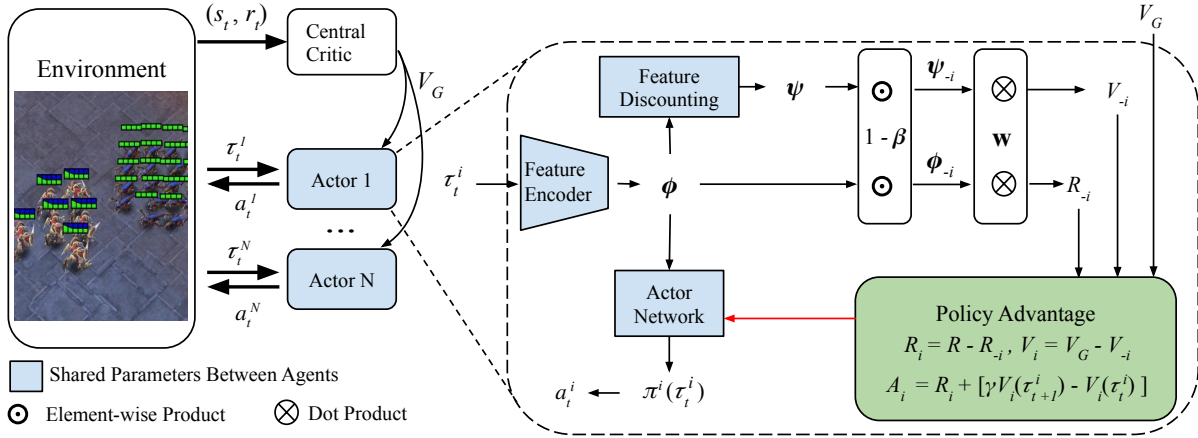 Environment
(s_t , r_t)
Central
Critic
V_G
τ_t^1
a_t^1
Actor 1
...
τ_t^N
a_t^N
Actor N
τ_t^i
Feature
Encoder
ϕ
Feature
Discounting
ψ
1 - β
ψ_-i
ϕ_-i
w
V_-i
R_-i
V_G
Actor
Network
π^i(τ_t^i)
a_t^i
Policy Advantage
R_i = R - R_-i , V_i = V_G - V_-i
A_i = R_i + [γV_i(τ_{t+1}^i) - V_i(τ_t^i) ]
Shared Parameters Between Agents
Element-wise Product
Dot Product